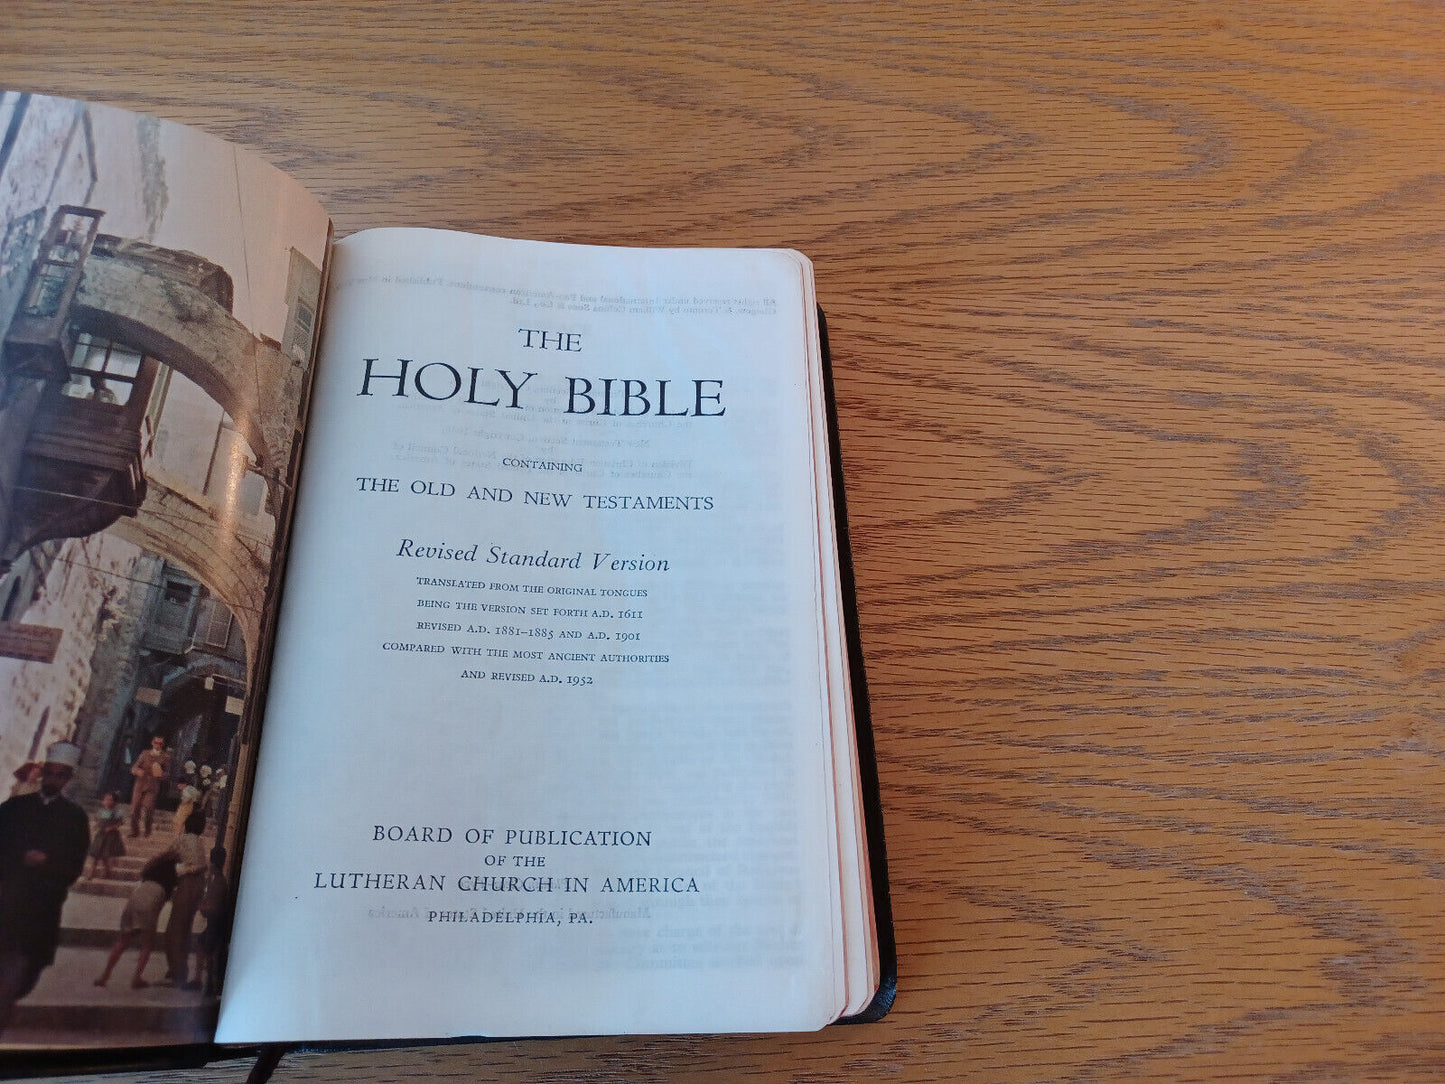 THE
HOLY BIBLE
CONTAINING
THE OLD AND NEW TESTAMENTS
Revised Standard Version
TRANSLATED FROM THE ORIGINAL TONGUES
BEING THE VERSION SET FORTH A.D. 1611
REVISED A.D. 1881–1885 AND A.D. 1901
COMPARED WITH THE MOST ANCIENT AUTHORITIES
AND REVISED A.D. 1952
BOARD OF PUBLICATION
OF THE
LUTHERAN CHURCH IN AMERICA
PHILADELPHIA, PA.